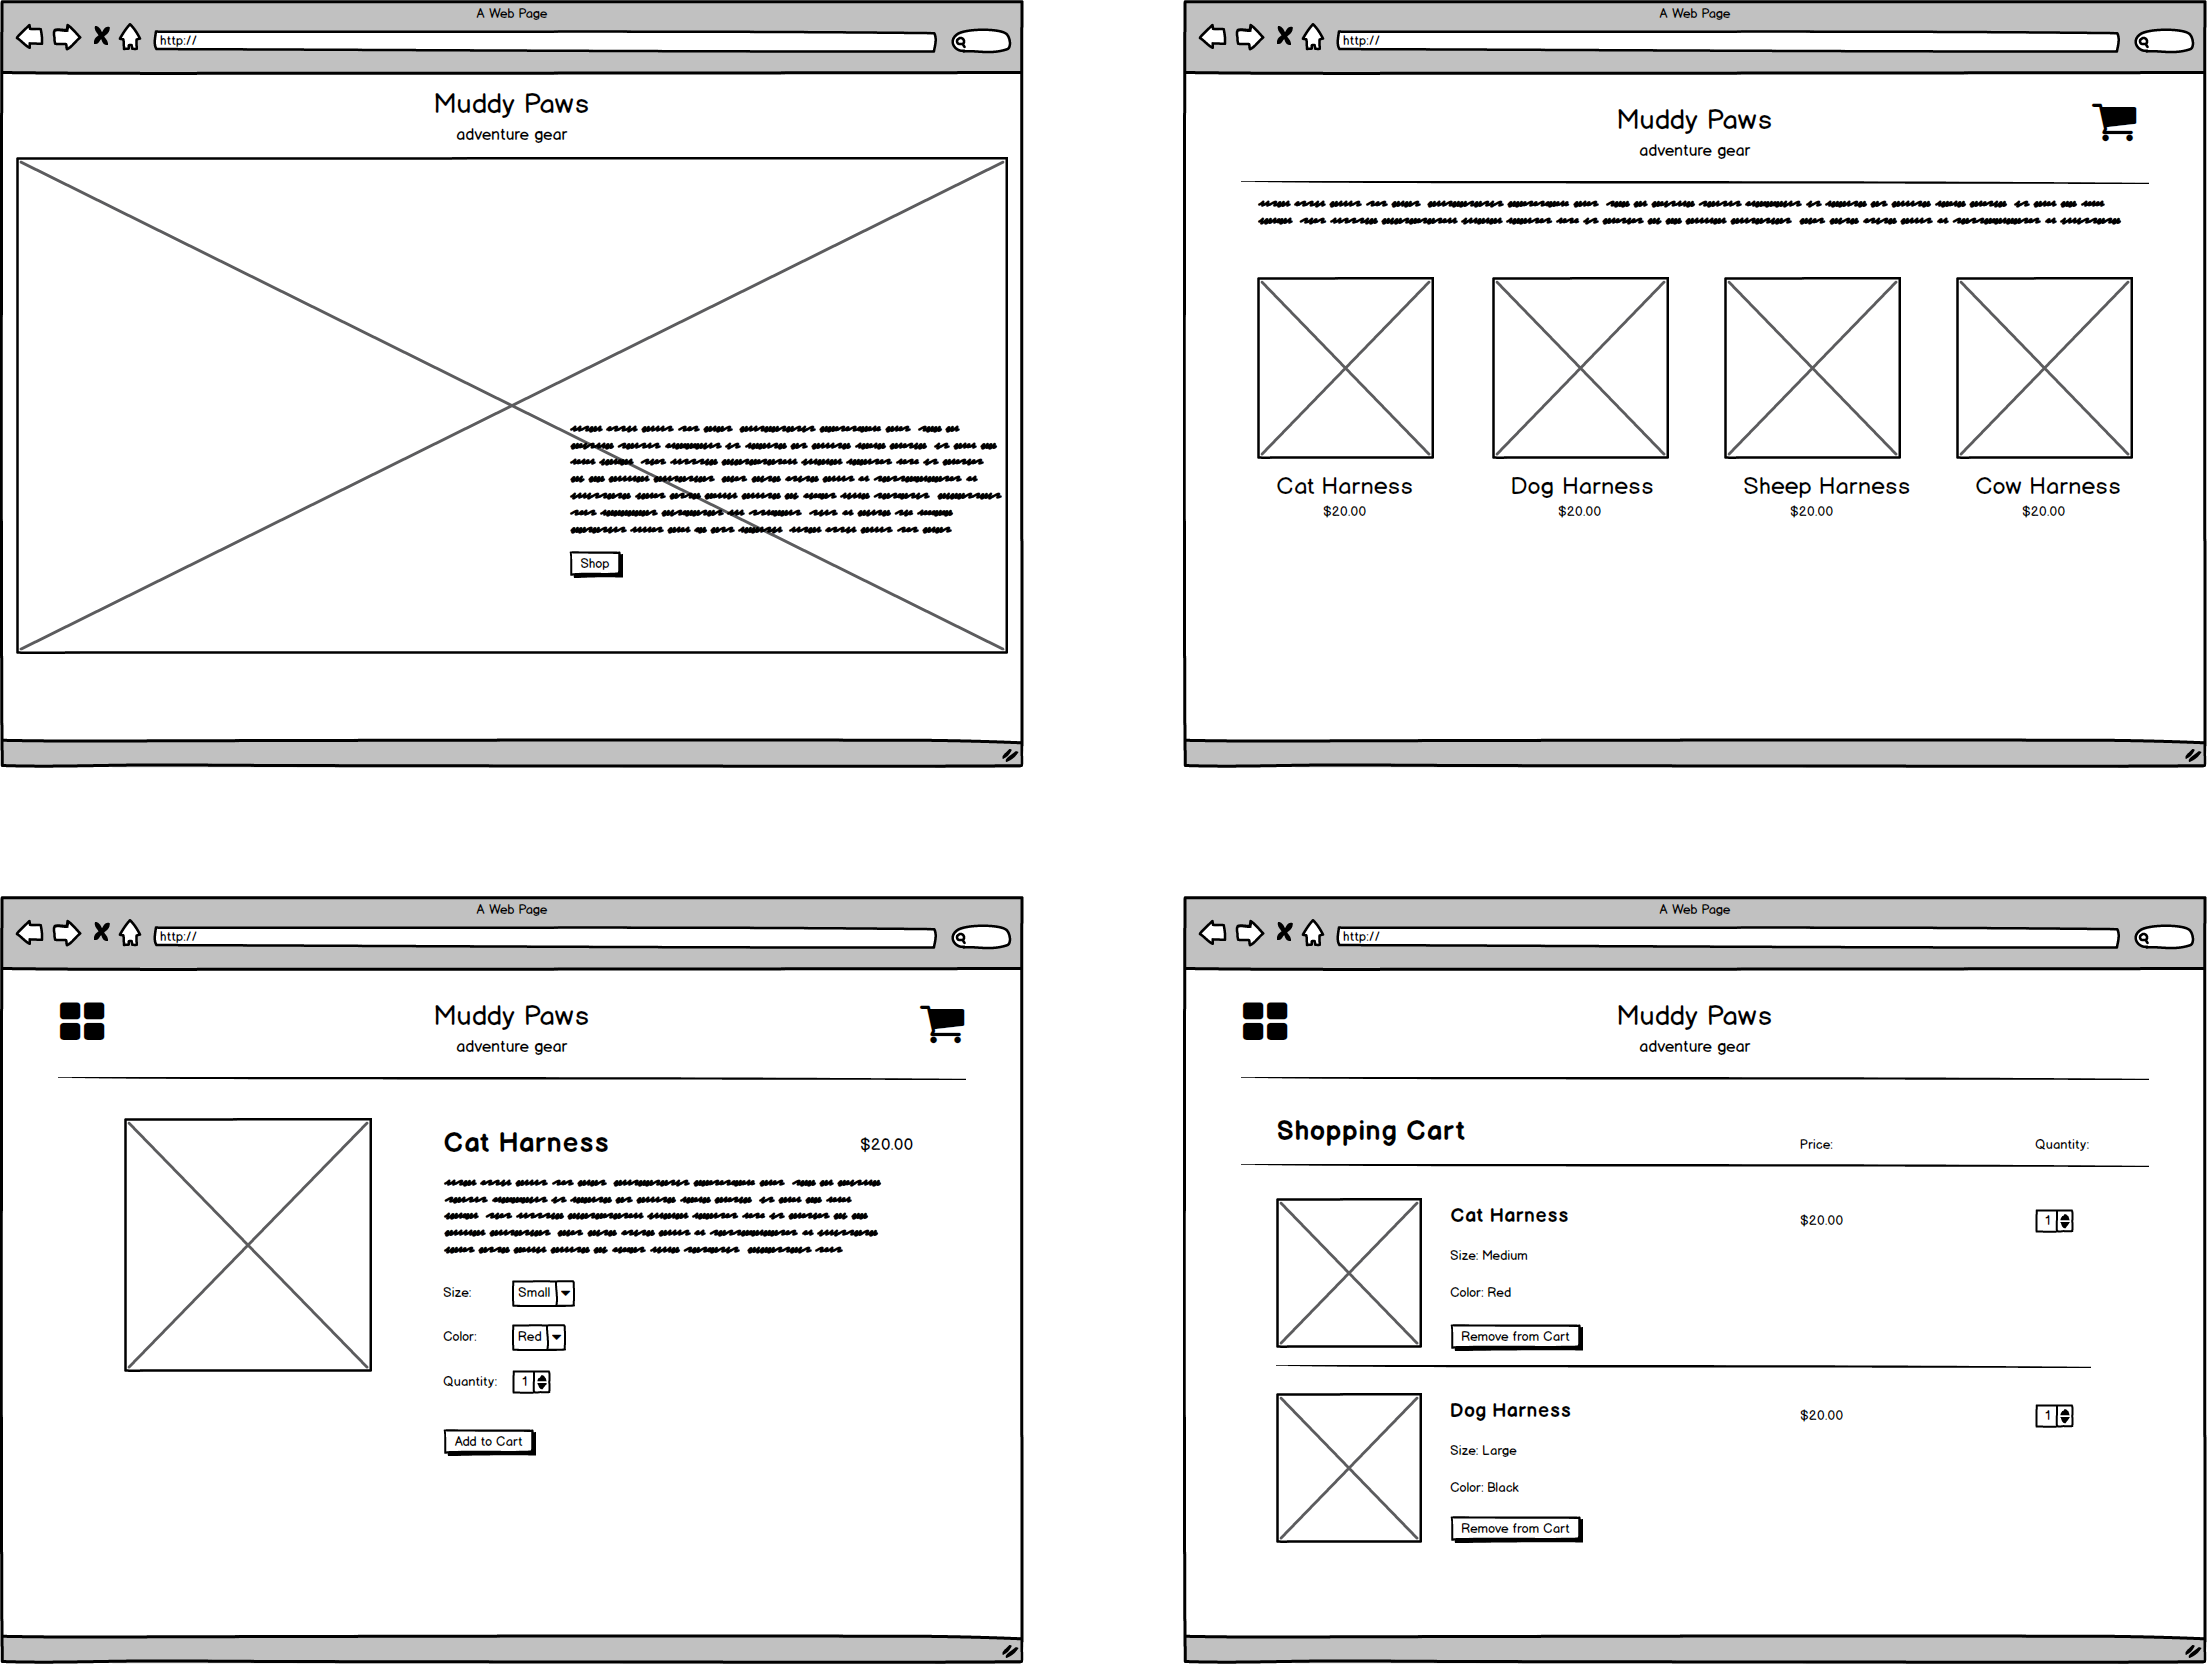 A Web Page
http://
Muddy Paws
adventure gear
Shop
A Web Page
http://
Muddy Paws
adventure gear
Cat Harness
$20.00
Dog Harness
$20.00
Sheep Harness
$20.00
Cow Harness
$20.00
A Web Page
http://
Muddy Paws
adventure gear
Cat Harness $20.00
Size: Small
Color: Red
Quantity: 1
Add to Cart
A Web Page
http://
Muddy Paws
adventure gear
Shopping Cart Price: Quantity:
Cat Harness $20.00 1
Size: Medium
Color: Red
Remove from Cart
Dog Harness $20.00 1
Size: Large
Color: Black
Remove from Cart